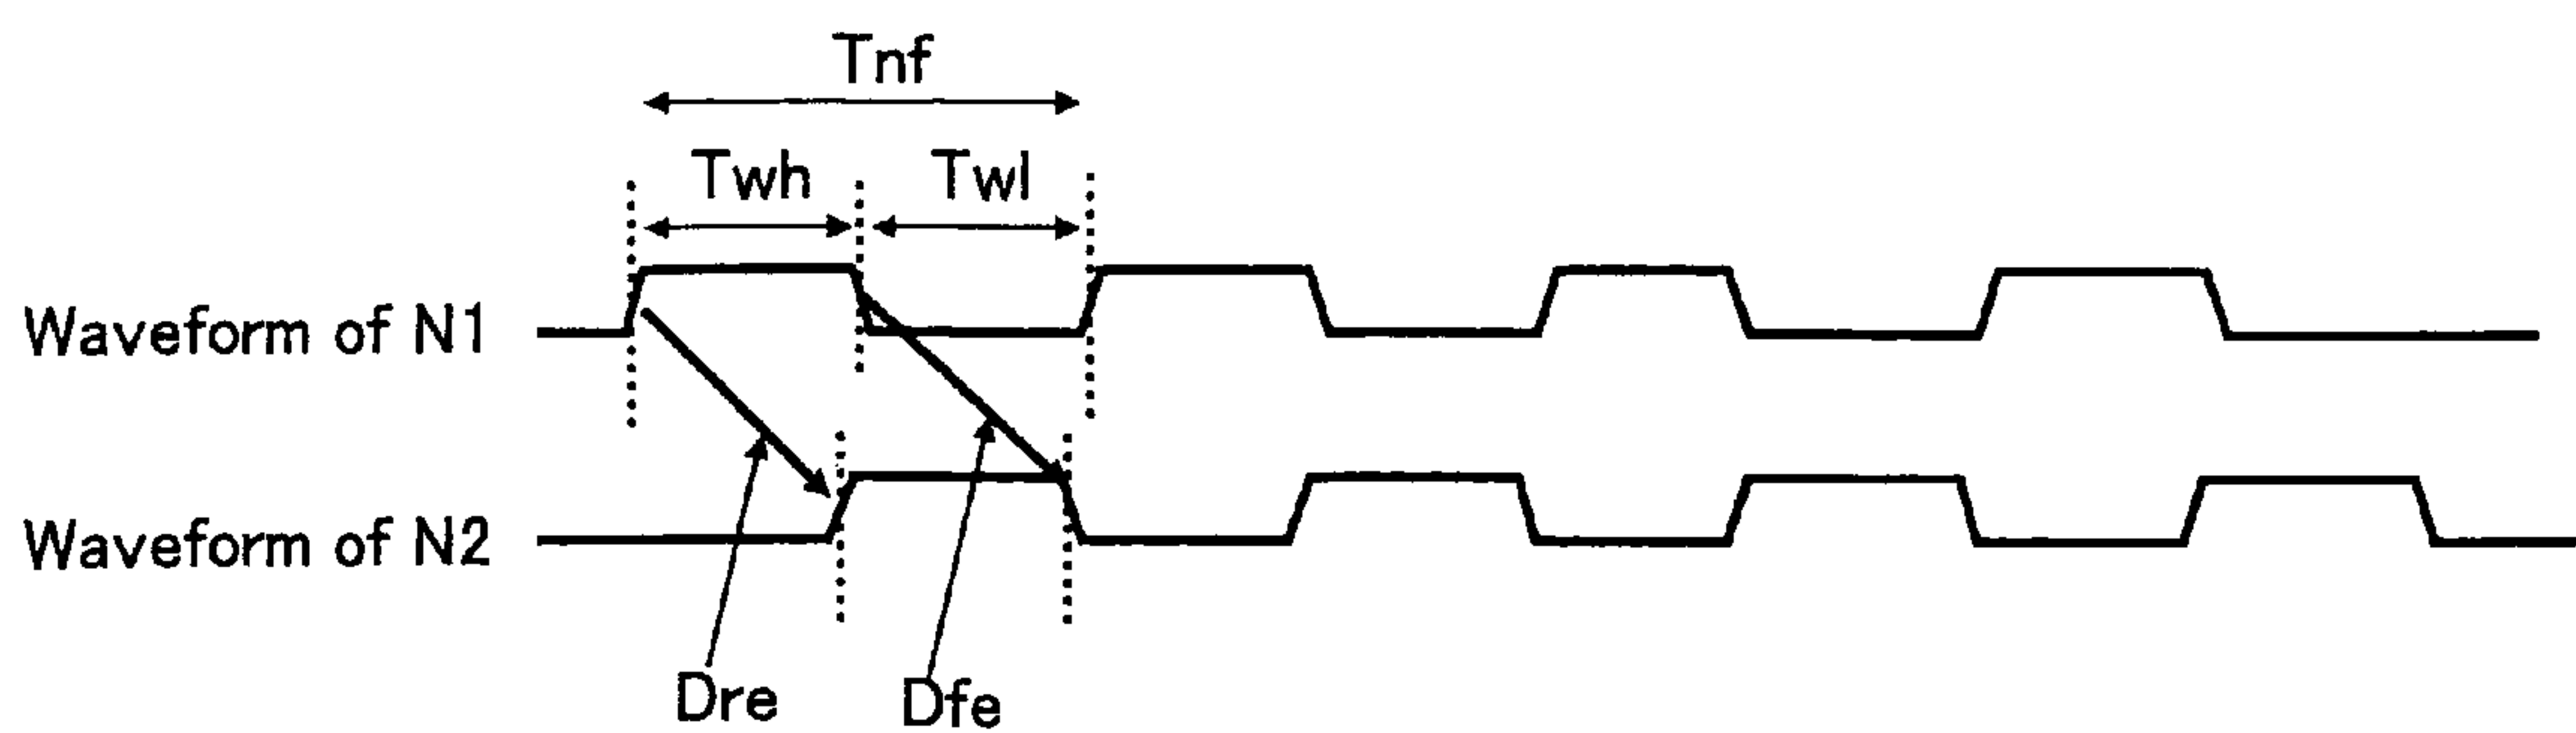 Tnf
Twh Twl
Waveform of N1
Waveform of N2
Dre Dfe